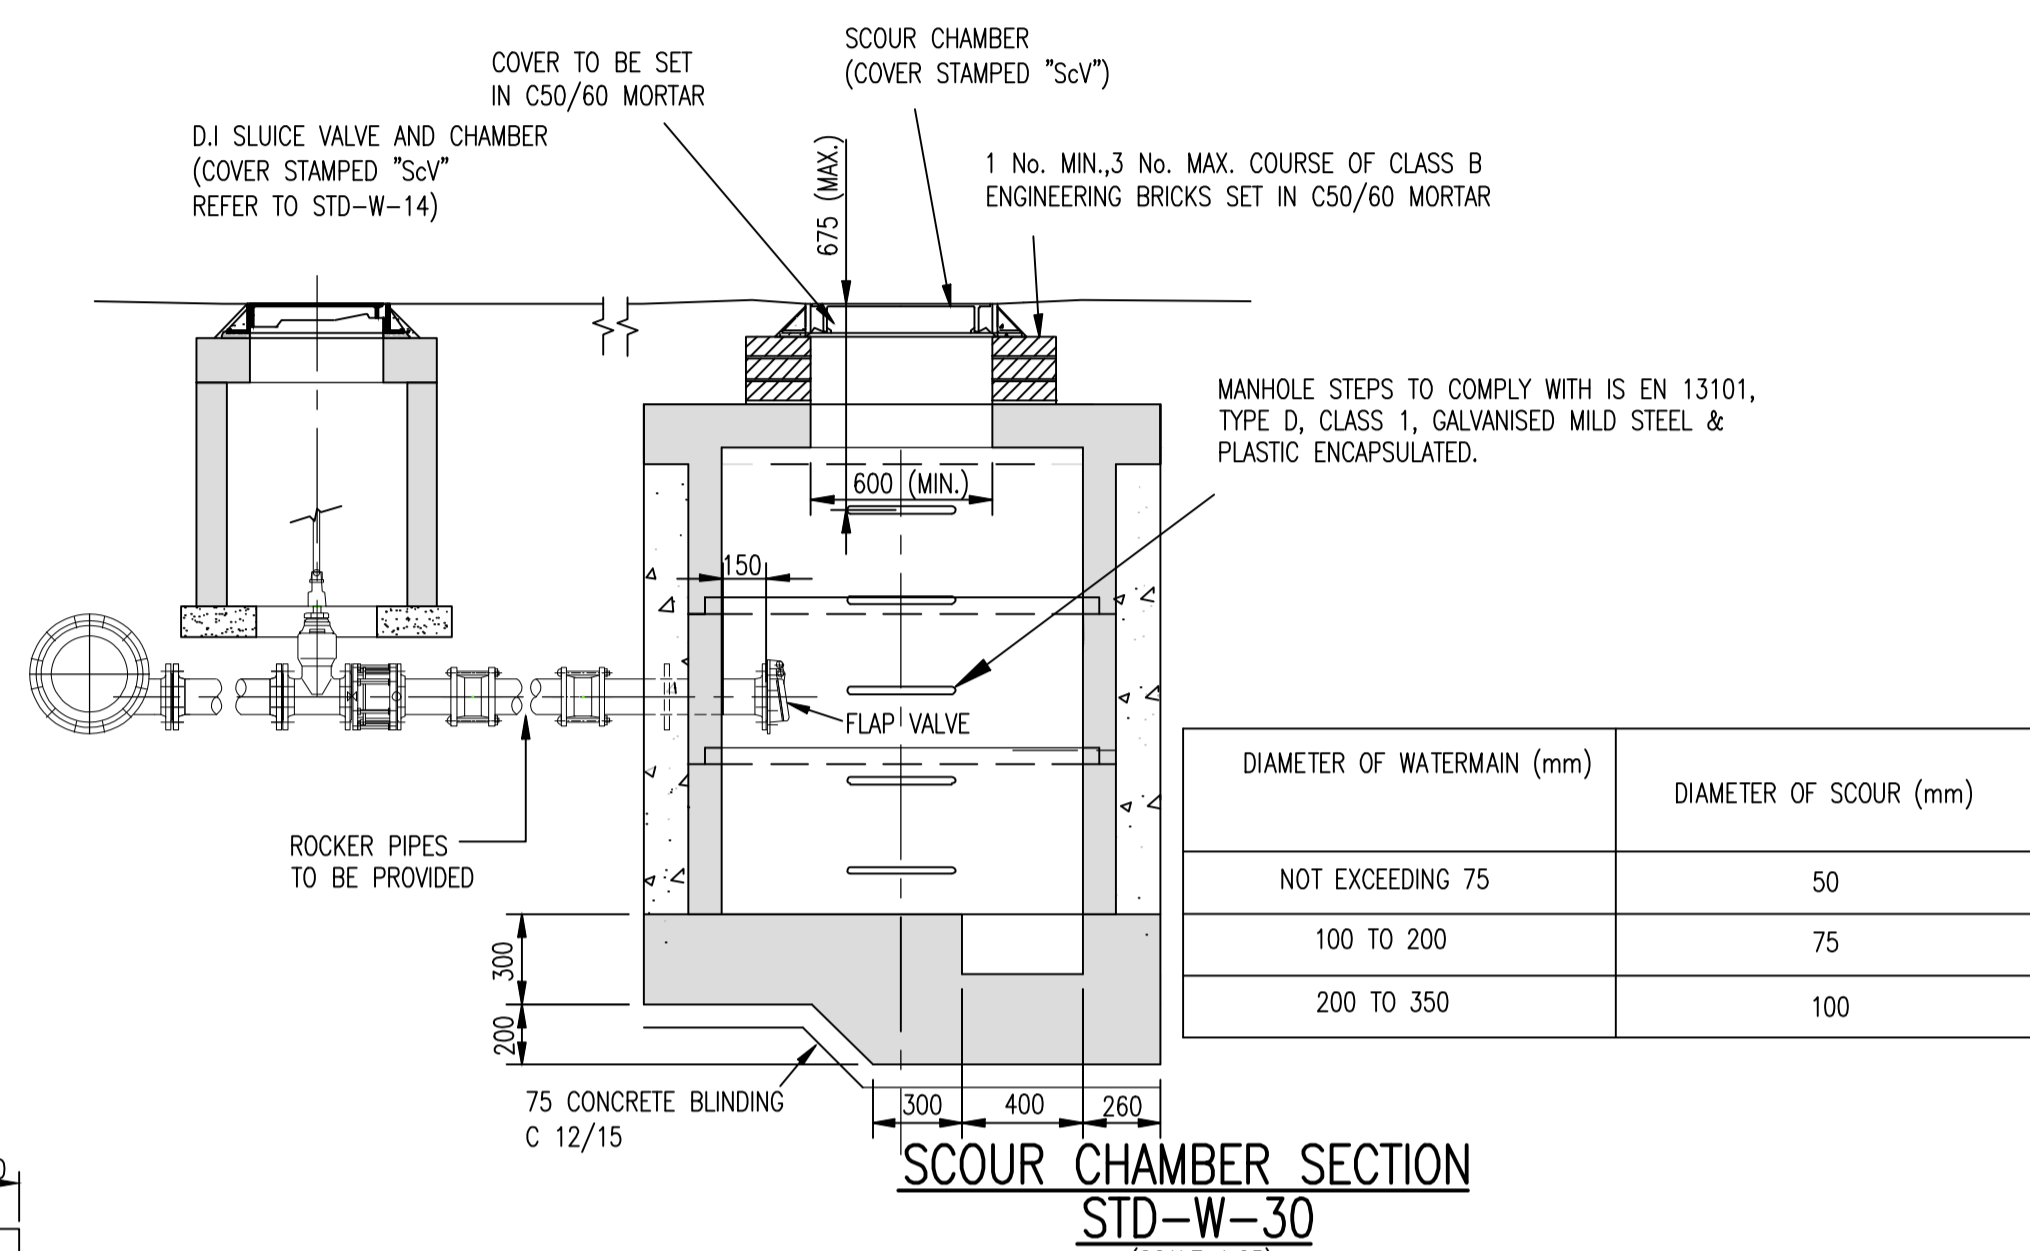 SCOUR CHAMBER
(COVER STAMPED "ScV")
COVER TO BE SET
IN C50/60 MORTAR
D.I SLUICE VALVE AND CHAMBER
(COVER STAMPED "ScV"
REFER TO STD-W-14)
675 (MAX.)
1 No. MIN.,3 No. MAX. COURSE OF CLASS B
ENGINEERING BRICKS SET IN C50/60 MORTAR
MANHOLE STEPS TO COMPLY WITH IS EN 13101,
TYPE D, CLASS 1, GALVANISED MILD STEEL &
PLASTIC ENCAPSULATED.
600 (MIN.)
150
FLAP VALVE
ROCKER PIPES
TO BE PROVIDED
DIAMETER OF WATERMAIN (mm)
DIAMETER OF SCOUR (mm)
NOT EXCEEDING 75
50
100 TO 200
75
200 TO 350
100
300
200
75 CONCRETE BLINDING
C 12/15
300
400
260
SCOUR CHAMBER SECTION
STD-W-30